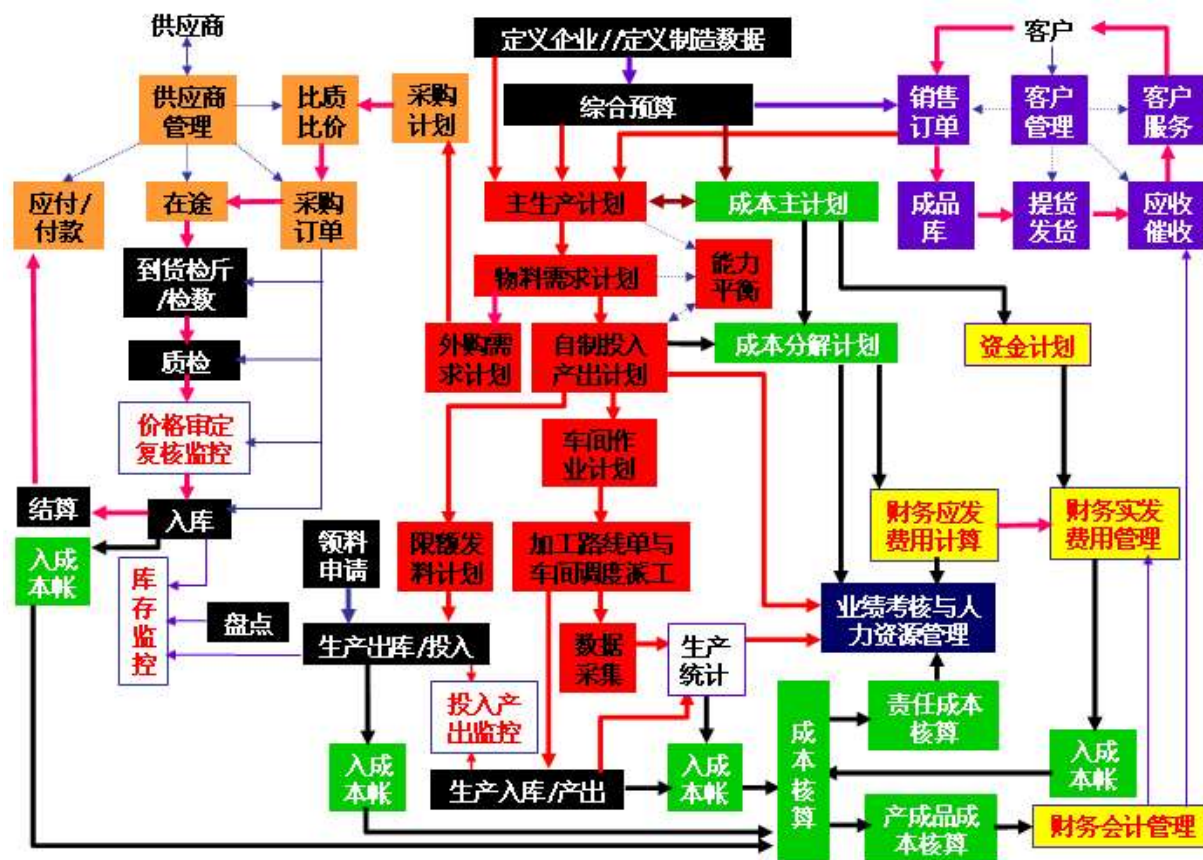 供应商
定义企业//定义制造数据
客户
供应商
管理
比质
比价
采购
计划
综合预算
销售
订单
客户
管理
客户
服务
应付/
付款
在途
采购
订单
主生产计划
成本主计划
成品
库
提货
发货
应收
催收
到货检斤
/检数
物料需求计划
能力
平衡
质检
外购需
求计划
自制投入
产出计划
成本分解计划
资金计划
价格审定
复核监控
车间作
业计划
结算
入库
领料
申请
限额发
料计划
加工路线单与
车间调度派工
财务应发
费用计算
财务实发
费用管理
入成
本帐
库
存
监
控
盘点
生产出库/投入
数据
采集
生产
统计
业绩考核与人
力资源管理
投入产
出监控
成
本
核
算
责任成本
核算
入成
本帐
生产入库/产出
入成
本帐
入成
本帐
产成品成
本核算
财务会计管理